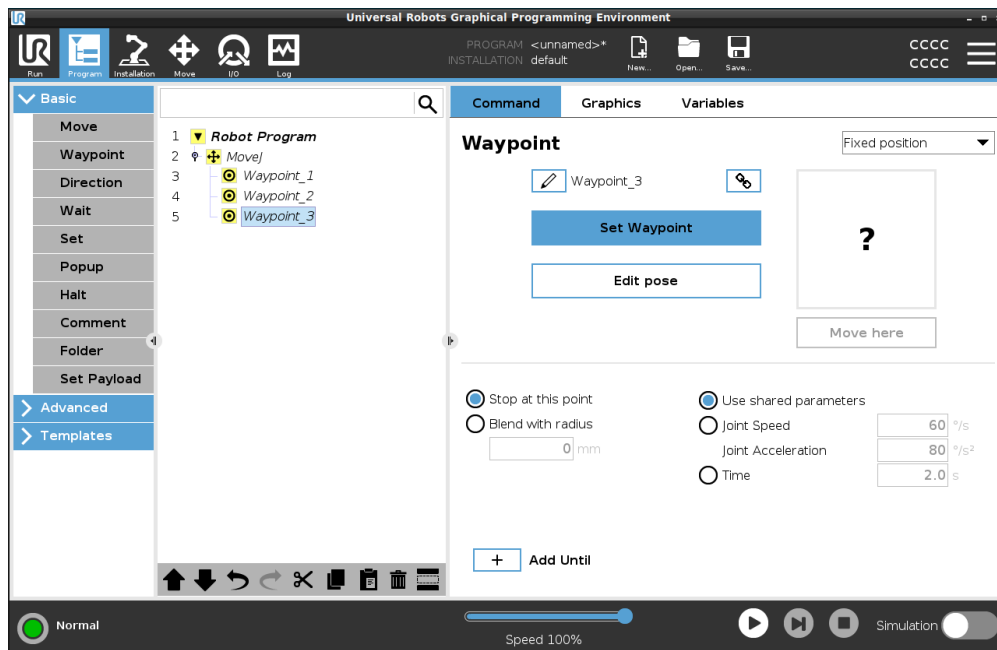 UR Universal Robots Graphical Programming Environment
UR Run Program Installation Move I/O Log
PROGRAM <unnamed>*
INSTALLATION default
New... Open... Save...
CCCC
CCCC
Basic
Move
Waypoint
Direction
Wait
Set
Popup
Halt
Comment
Folder
Set Payload
Advanced
Templates
1 Robot Program
2 MoveJ
3 Waypoint_1
4 Waypoint_2
5 Waypoint_3
Command Graphics Variables
Waypoint
Fixed position
Waypoint_3
Set Waypoint
Edit pose
?
Move here
Stop at this point
Blend with radius
0 mm
Use shared parameters
Joint Speed 60 °/s
Joint Acceleration 80 °/s²
Time 2.0 s
+ Add Until
Normal
Speed 100%
Simulation